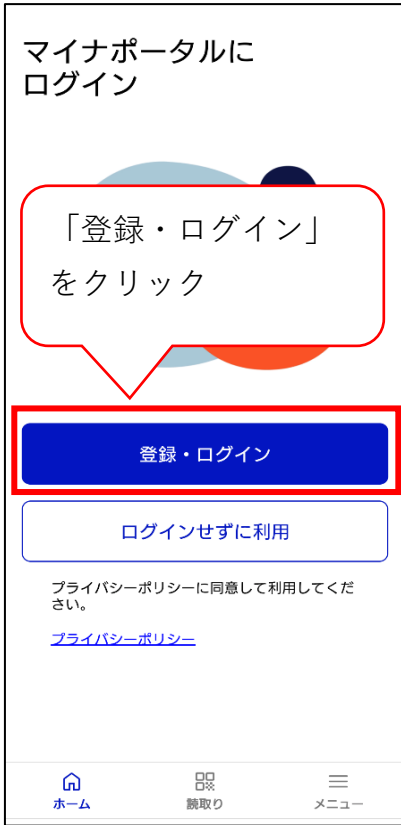 マイナポータルに
ログイン
「登録・ログイン」
をクリック
登録・ログイン
ログインせずに利用
プライバシーポリシーに同意して利用してくだ
さい。
プライバシーポリシー
ホーム
読取り
メニュー